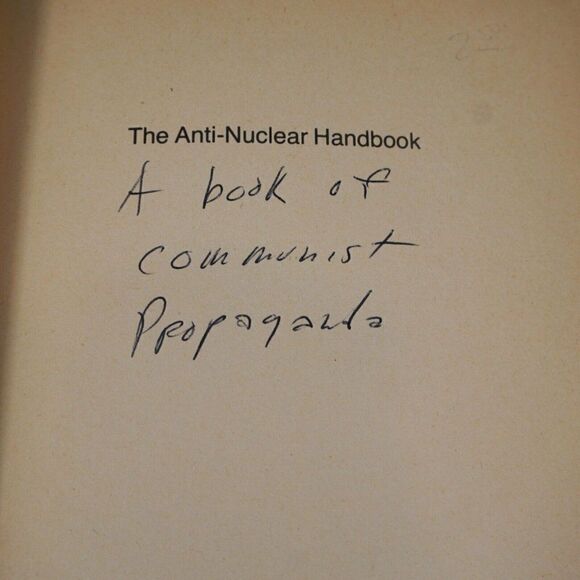 The Anti-Nuclear Handbook
A book of
communist
Propaganda